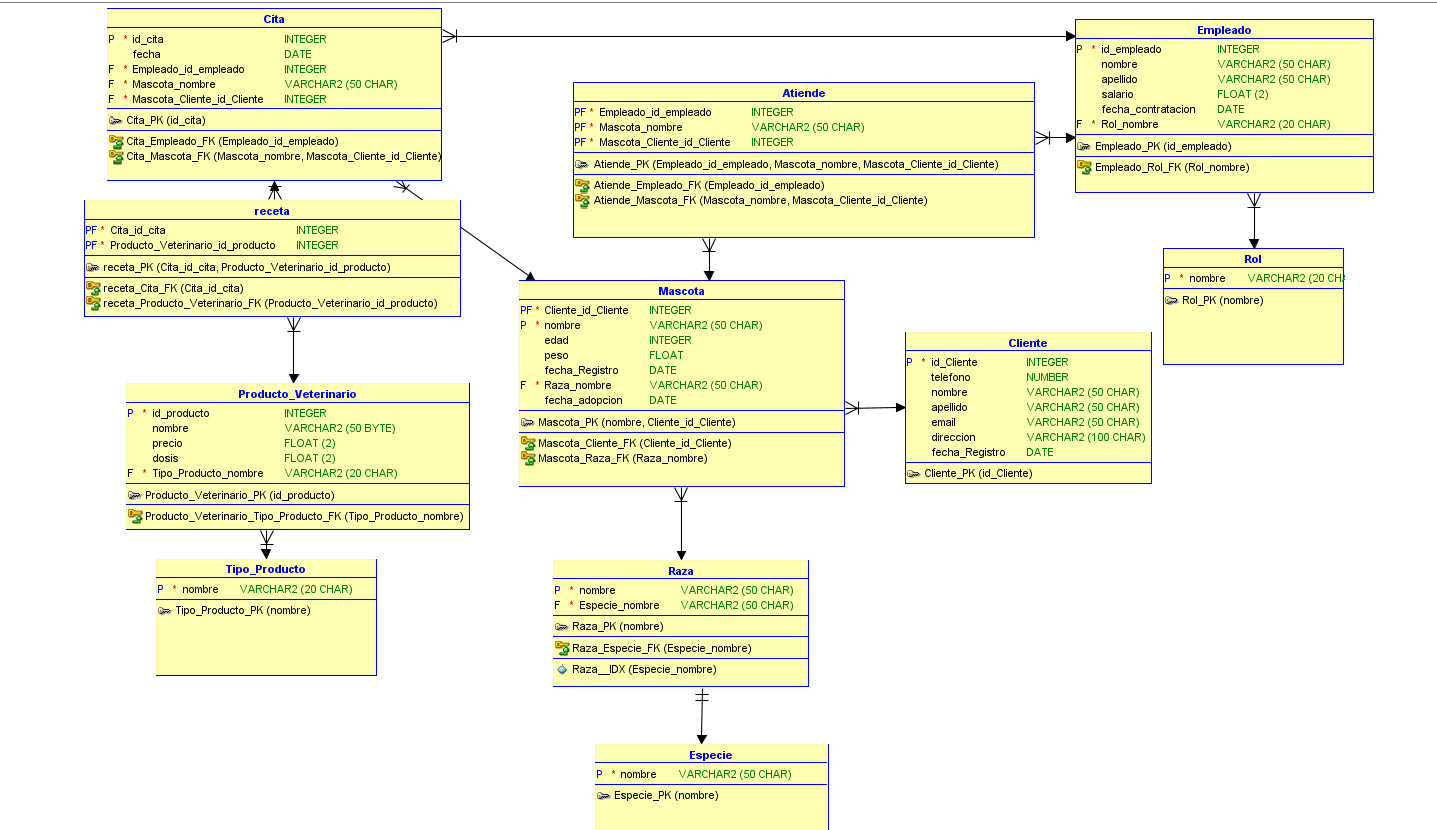 Cita
P * id_cita INTEGER
fecha DATE
F * Empleado_id_empleado INTEGER
F * Mascota_nombre VARCHAR2 (50 CHAR)
F * Mascota_Cliente_id_Cliente INTEGER
Cita_PK (id_cita)
Cita_Empleado_FK (Empleado_id_empleado)
Cita_Mascota_FK (Mascota_nombre, Mascota_Cliente_id_Cliente)
Empleado
P * id_empleado INTEGER
nombre VARCHAR2 (50 CHAR)
apellido VARCHAR2 (50 CHAR)
salario FLOAT (2)
fecha_contratacion DATE
F * Rol_nombre VARCHAR2 (20 CHAR)
Empleado_PK (id_empleado)
Empleado_Rol_FK (Rol_nombre)
Atiende
PF * Empleado_id_empleado INTEGER
PF * Mascota_nombre VARCHAR2 (50 CHAR)
PF * Mascota_Cliente_id_Cliente INTEGER
Atiende_PK (Empleado_id_empleado, Mascota_nombre, Mascota_Cliente_id_Cliente)
Atiende_Empleado_FK (Empleado_id_empleado)
Atiende_Mascota_FK (Mascota_nombre, Mascota_Cliente_id_Cliente)
receta
PF * Cita_id_cita INTEGER
PF * Producto_Veterinario_id_producto INTEGER
receta_PK (Cita_id_cita, Producto_Veterinario_id_producto)
receta_Cita_FK (Cita_id_cita)
receta_Producto_Veterinario_FK (Producto_Veterinario_id_producto)
Rol
P * nombre VARCHAR2 (20 CHA
Rol_PK (nombre)
Mascota
PF * Cliente_id_Cliente INTEGER
P * nombre VARCHAR2 (50 CHAR)
edad INTEGER
peso FLOAT
fecha_Registro DATE
F * Raza_nombre VARCHAR2 (50 CHAR)
fecha_adopcion DATE
Mascota_PK (nombre, Cliente_id_Cliente)
Mascota_Cliente_FK (Cliente_id_Cliente)
Mascota_Raza_FK (Raza_nombre)
Cliente
P * id_Cliente INTEGER
telefono NUMBER
nombre VARCHAR2 (50 CHAR)
apellido VARCHAR2 (50 CHAR)
email VARCHAR2 (50 CHAR)
direccion VARCHAR2 (100 CHAR)
fecha_Registro DATE
Cliente_PK (id_Cliente)
Producto_Veterinario
P * id_producto INTEGER
nombre VARCHAR2 (50 BYTE)
precio FLOAT (2)
dosis FLOAT (2)
F * Tipo_Producto_nombre VARCHAR2 (20 CHAR)
Producto_Veterinario_PK (id_producto)
Producto_Veterinario_Tipo_Producto_FK (Tipo_Producto_nombre)
Tipo_Producto
P * nombre VARCHAR2 (20 CHAR)
Tipo_Producto_PK (nombre)
Raza
P * nombre VARCHAR2 (50 CHAR)
F * Especie_nombre VARCHAR2 (50 CHAR)
Raza_PK (nombre)
Raza_Especie_FK (Especie_nombre)
Raza__IDX (Especie_nombre)
Especie
P * nombre VARCHAR2 (50 CHAR)
Especie_PK (nombre)